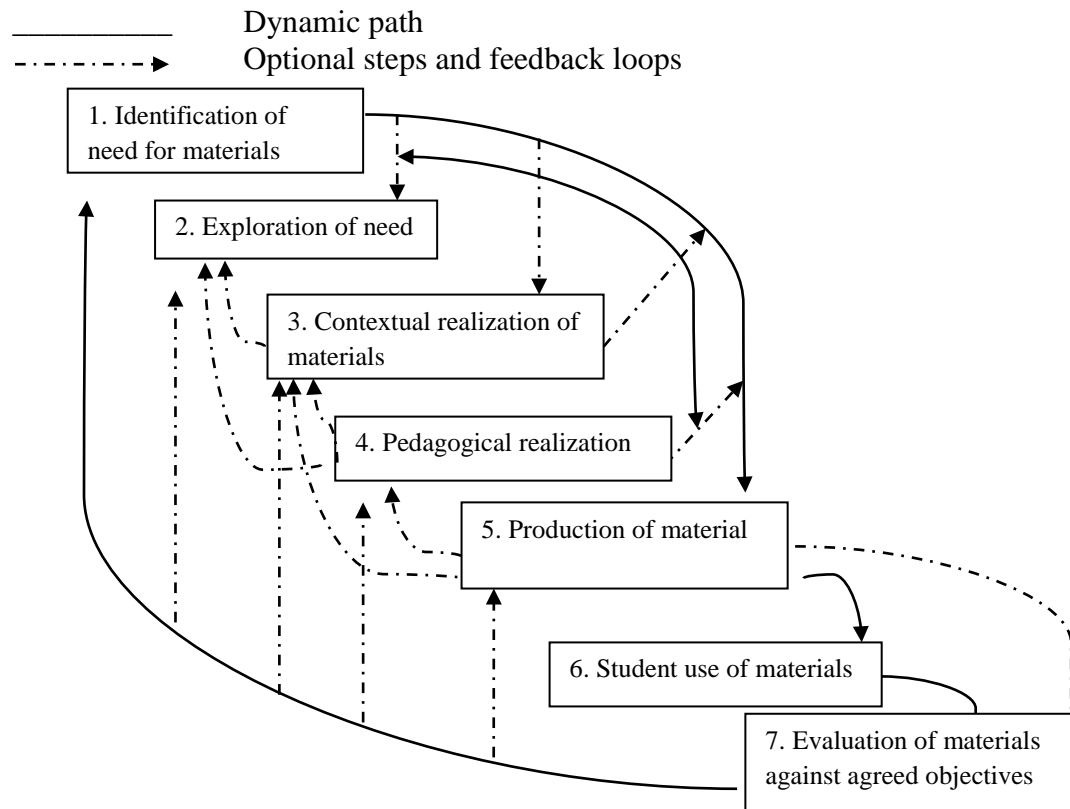 Dynamic path
Optional steps and feedback loops
1. Identification of
need for materials
2. Exploration of need
3. Contextual realization of
materials
4. Pedagogical realization
5. Production of material
6. Student use of materials
7. Evaluation of materials
against agreed objectives